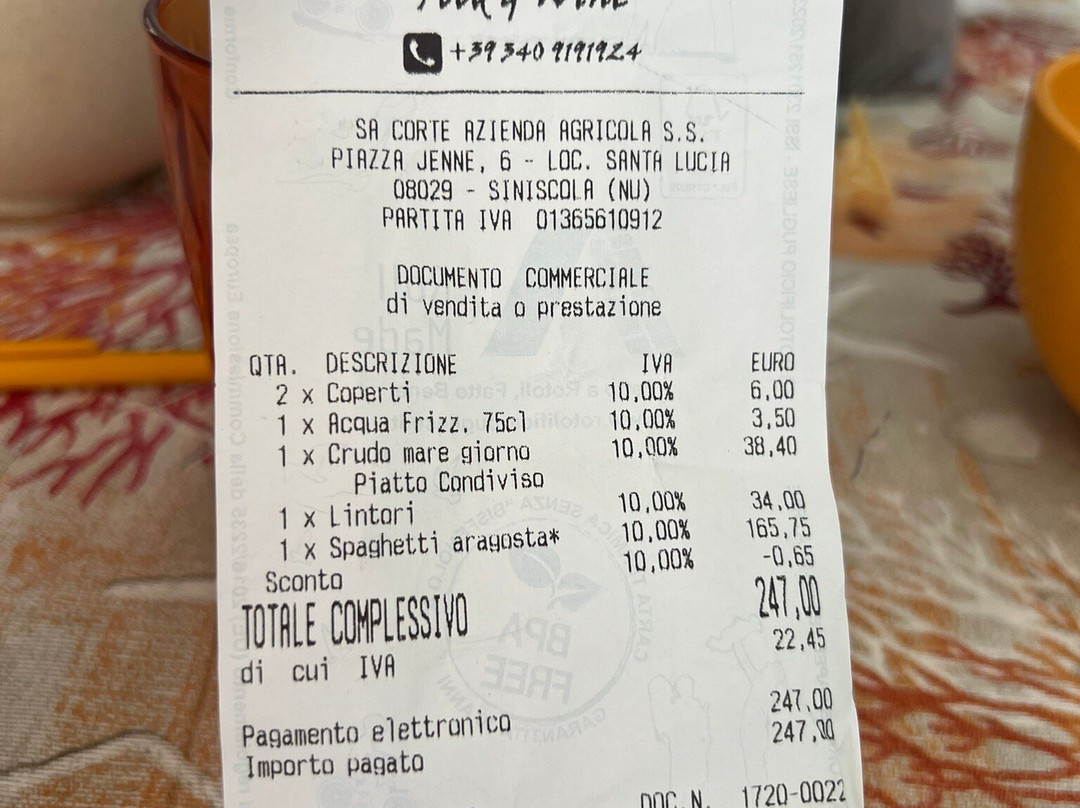 +39 340 9191924
SA CORTE AZIENDA AGRICOLA S.S.
PIAZZA JENNE, 6 - LOC. SANTA LUCIA
08029 - SINISCOLA (NU)
PARTITA IVA 01365610912
DOCUMENTO COMMERCIALE
di vendita o prestazione
QTA. DESCRIZIONE IVA EURO
2 x Coperti 10,00% 6,00
1 x Acqua Frizz. 75cl 10,00% 3,50
1 x Crudo mare giorno 10,00% 38,40
Piatto Condiviso
1 x Lintori 10,00% 34,00
1 x Spaghetti aragosta* 10,00% 165,75
Sconto 10,00% -0,65
TOTALE COMPLESSIVO 247,00
di cui IVA 22,45
Pagamento elettronico 247,00
Importo pagato 247,00
DOC.N. 1720-0022